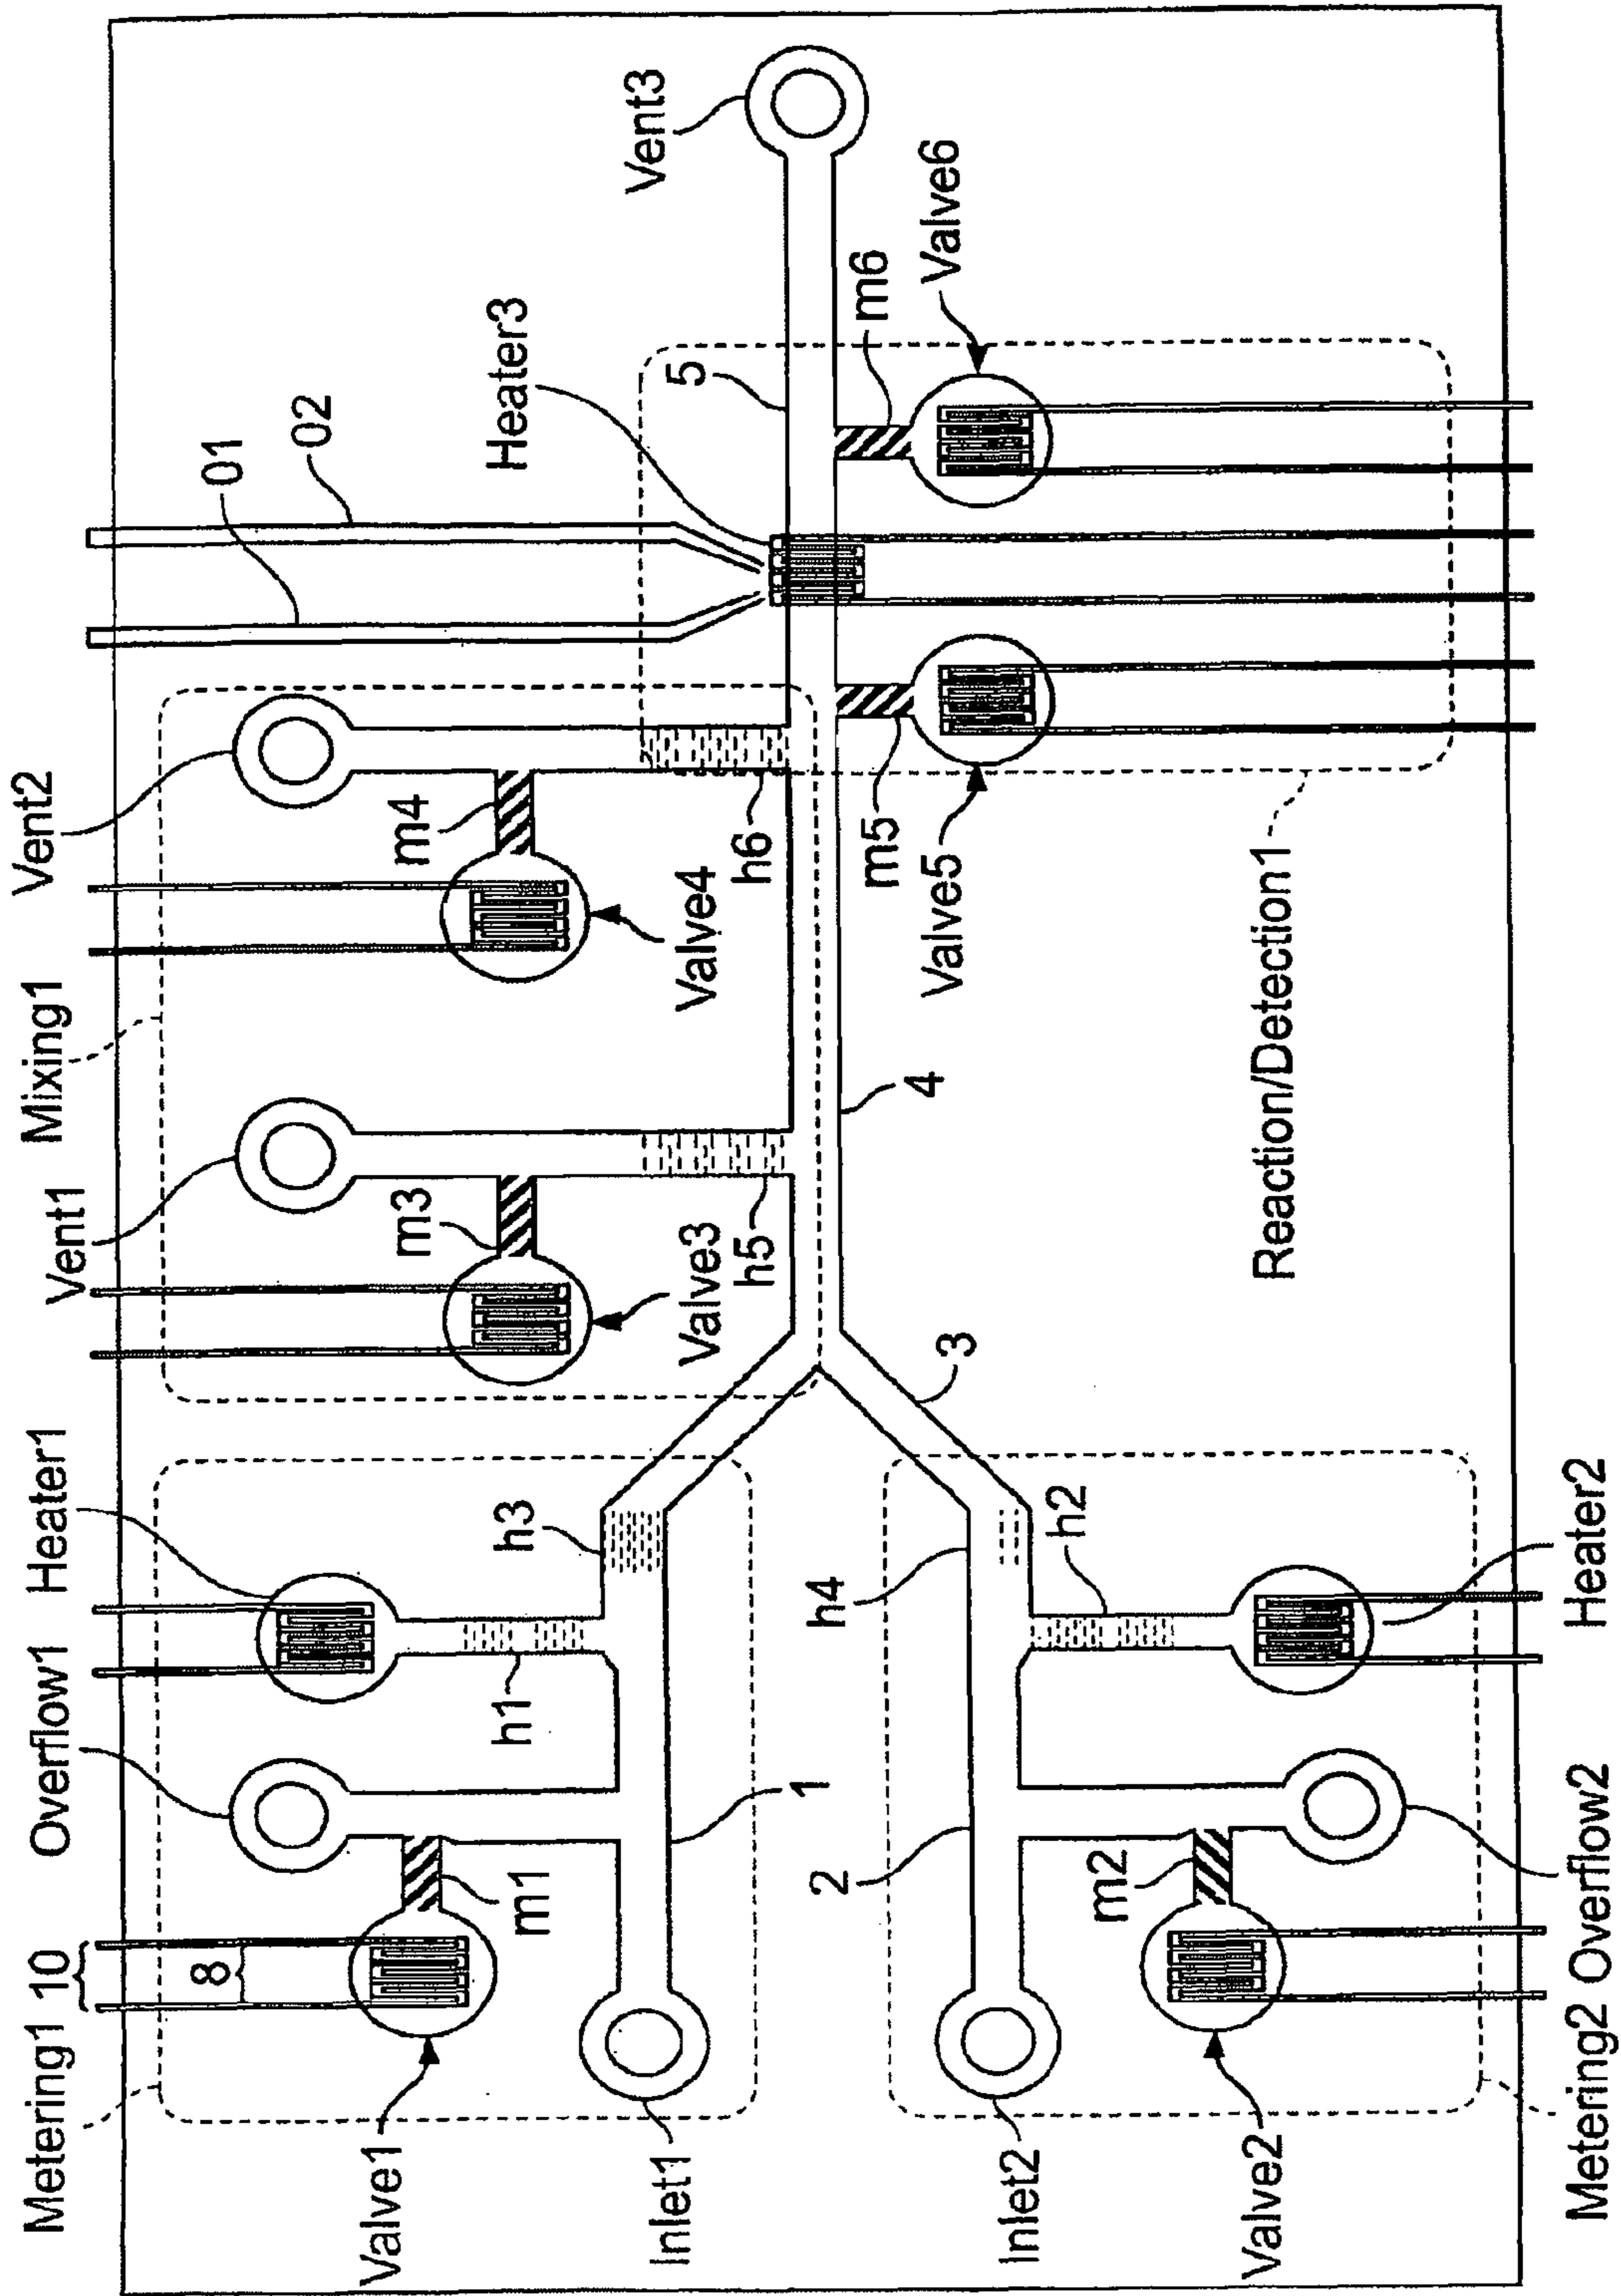 Metering1
10
8
Overflow1
Heater1
Vent1
Mixing1
Vent2
01
02
Heater3
Vent3
Valve1
m1
h1
h3
m3
Valve3
h5
m4
Valve4
h6
5
m6
Valve6
Inlet1
1
3
4
m5
Valve5
Inlet2
2
h4
h2
Reaction/Detection1
Valve2
m2
Metering2
Overflow2
Heater2